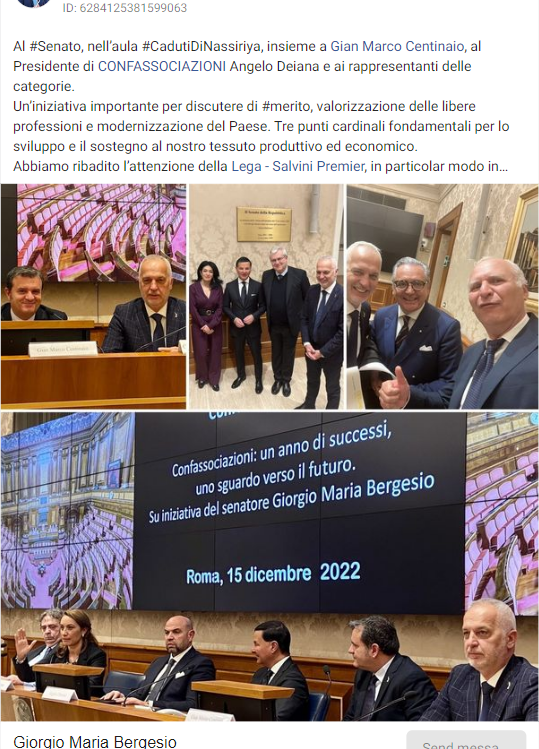 ID: 6284125381599063
Al #Senato, nell'aula #CadutiDiNassiriya, insieme a Gian Marco Centinaio, al
Presidente di CONFASSOCIAZIONI Angelo Deiana e ai rappresentanti delle
categorie.
Un'iniziativa importante per discutere di #merito, valorizzazione delle libere
professioni e modernizzazione del Paese. Tre punti cardinali fondamentali per lo
sviluppo e il sostegno al nostro tessuto produttivo ed economico.
Abbiamo ribadito l'attenzione della Lega - Salvini Premier, in particolar modo in...
Gian Marco Centinaio
Il Senato della Repubblica
Confassociazioni: un anno di successi,
uno sguardo verso il futuro.
Su iniziativa del senatore Giorgio Maria Bergesio
Roma, 15 dicembre 2022
Giorgio Maria Bergesio
Send messa...